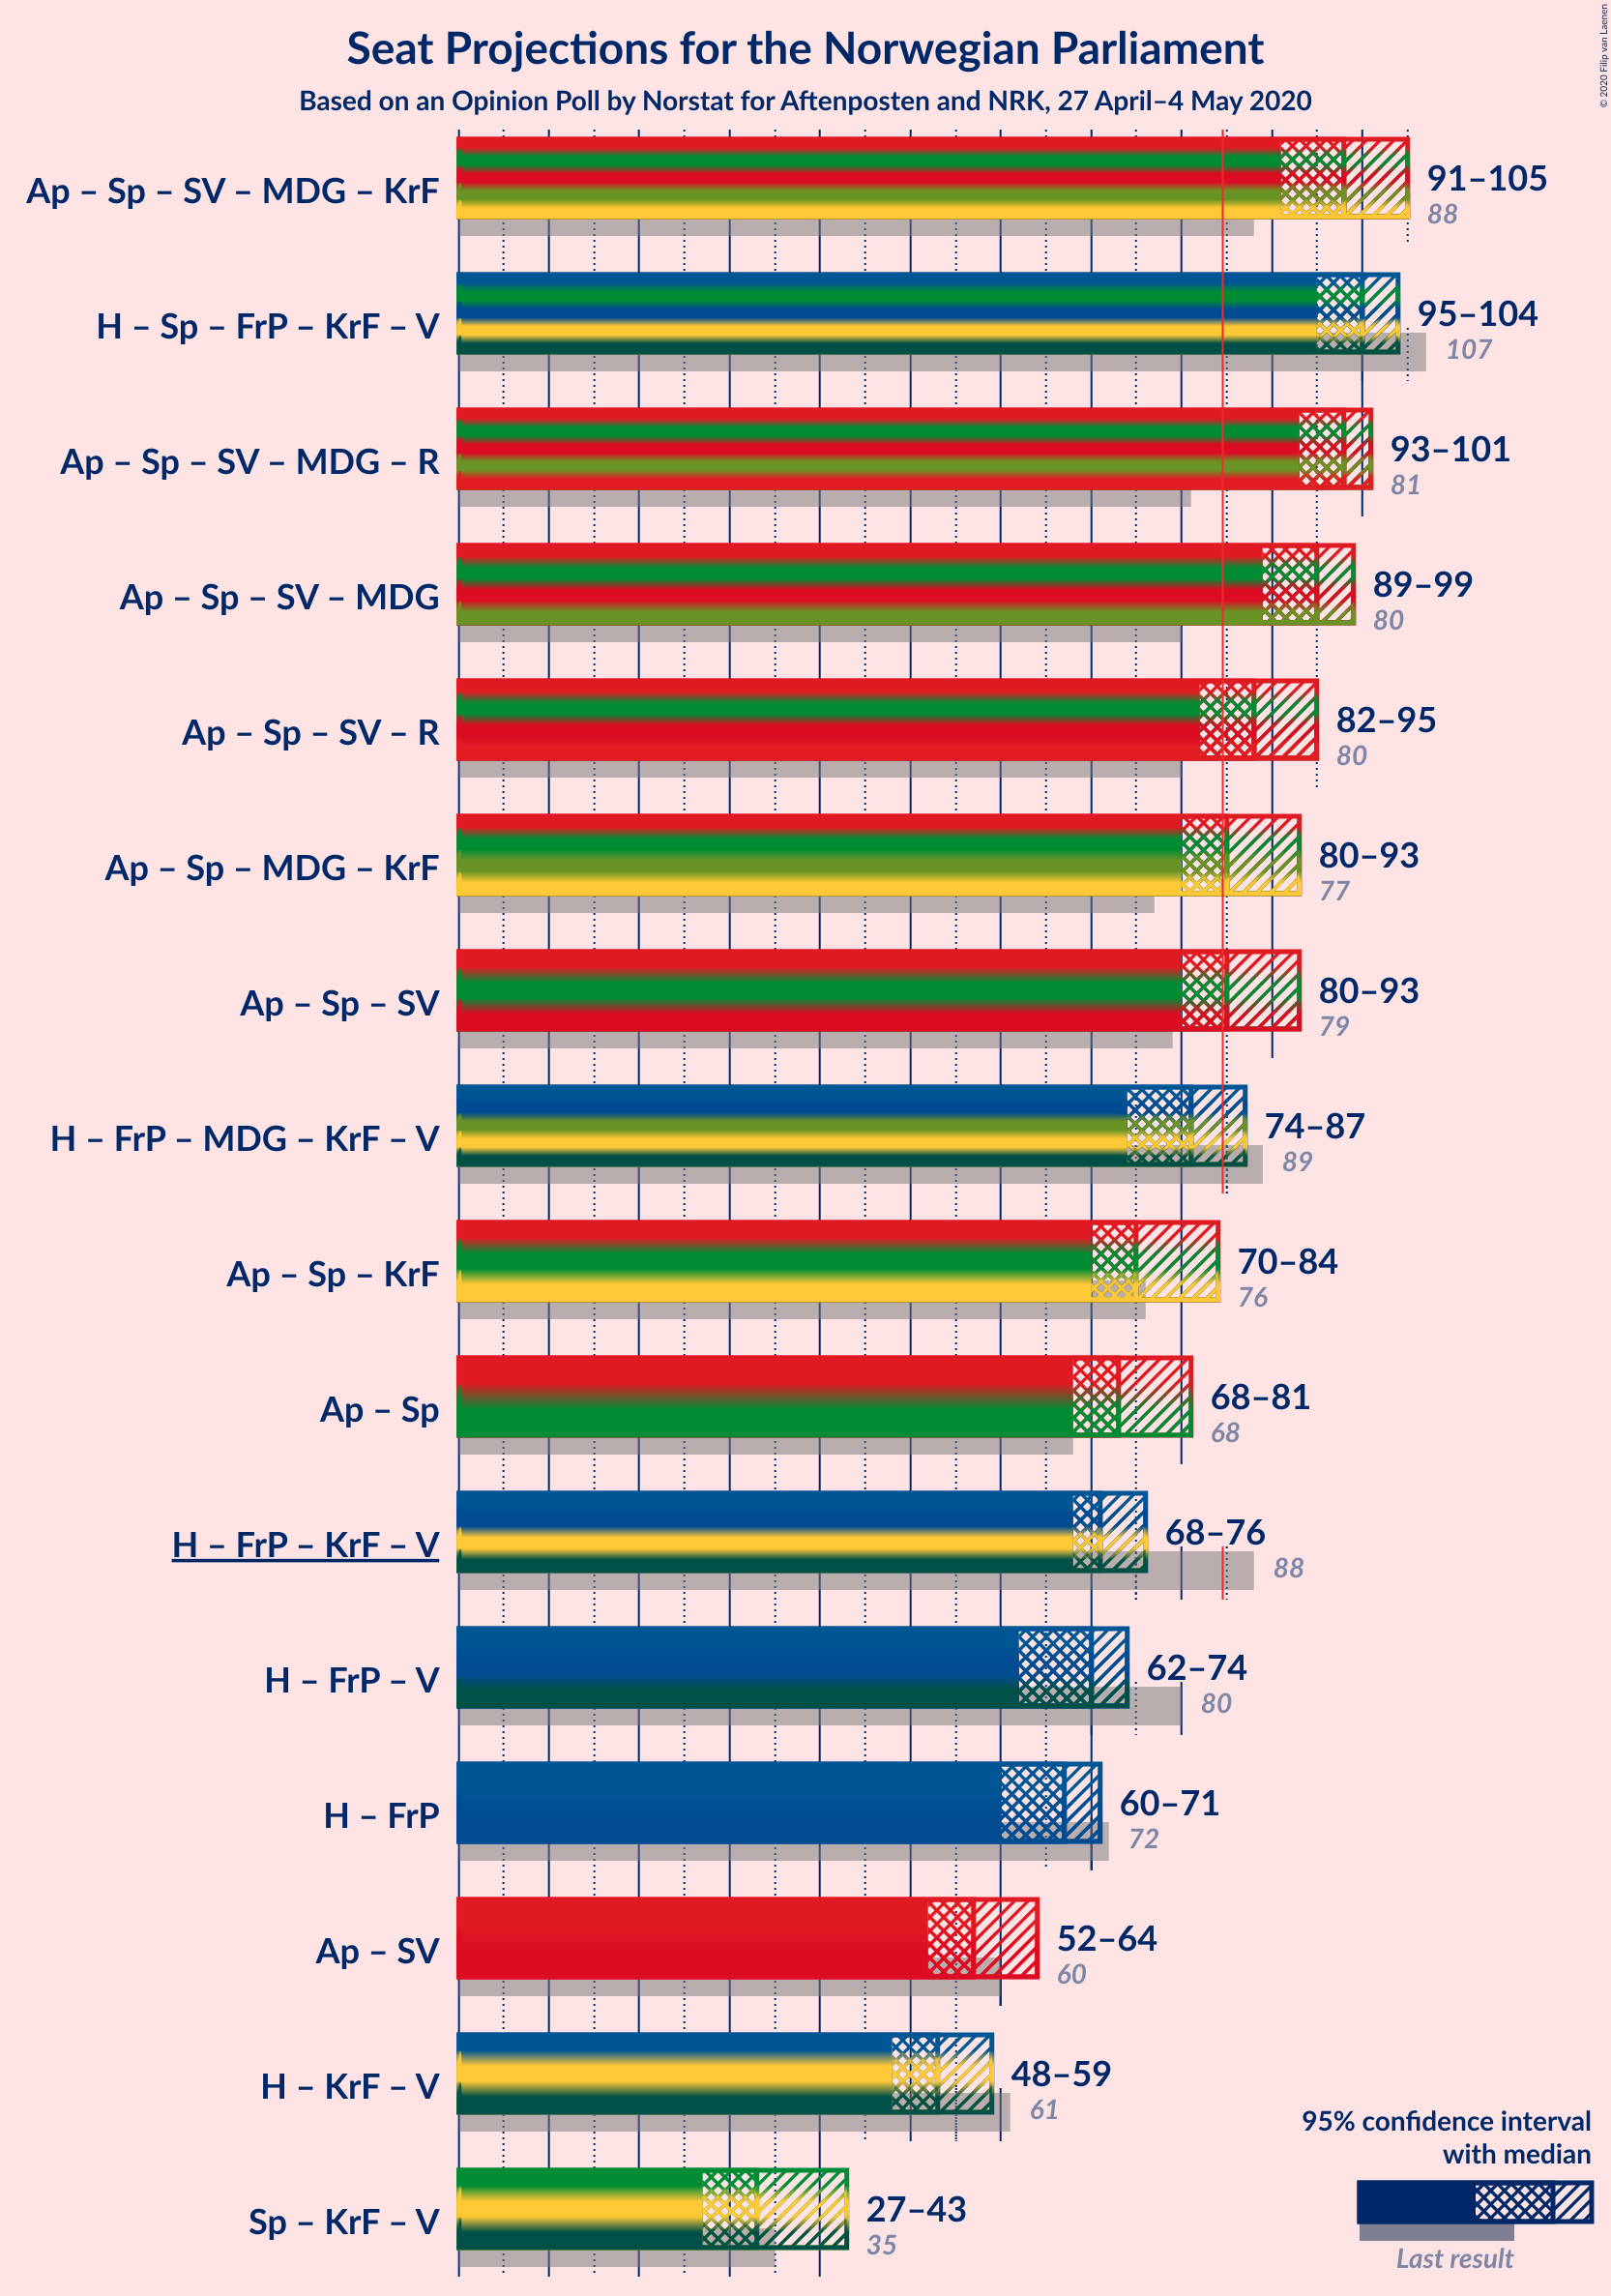 Seat Projections for the Norwegian Parliament
Based on an Opinion Poll by Norstat for Aftenposten and NRK, 27 April–4 May 2020
© 2020 Filip van Laenen
Ap – Sp – SV – MDG – KrF
91–105
88
H – Sp – FrP – KrF – V
95–104
107
Ap – Sp – SV – MDG – R
93–101
81
Ap – Sp – SV – MDG
89–99
80
Ap – Sp – SV – R
82–95
80
Ap – Sp – MDG – KrF
80–93
77
Ap – Sp – SV
80–93
79
H – FrP – MDG – KrF – V
74–87
89
Ap – Sp – KrF
70–84
76
Ap – Sp
68–81
68
H – FrP – KrF – V
68–76
88
H – FrP – V
62–74
80
H – FrP
60–71
72
Ap – SV
52–64
60
H – KrF – V
48–59
61
Sp – KrF – V
27–43
35
95% confidence interval
with median
Last result